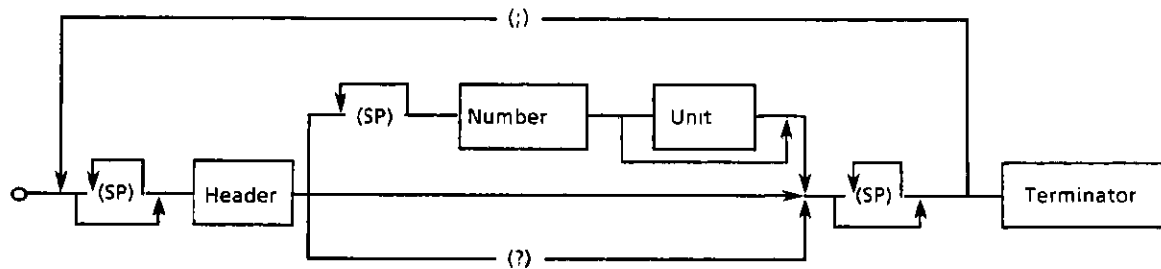 (;)
(SP) Number Unit
(SP) Header (SP) Terminator
(?)